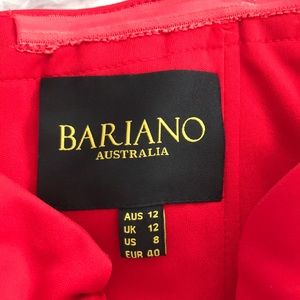 BARIANO
AUSTRALIA
AUS 12
UK 12
US 8
EUR 40